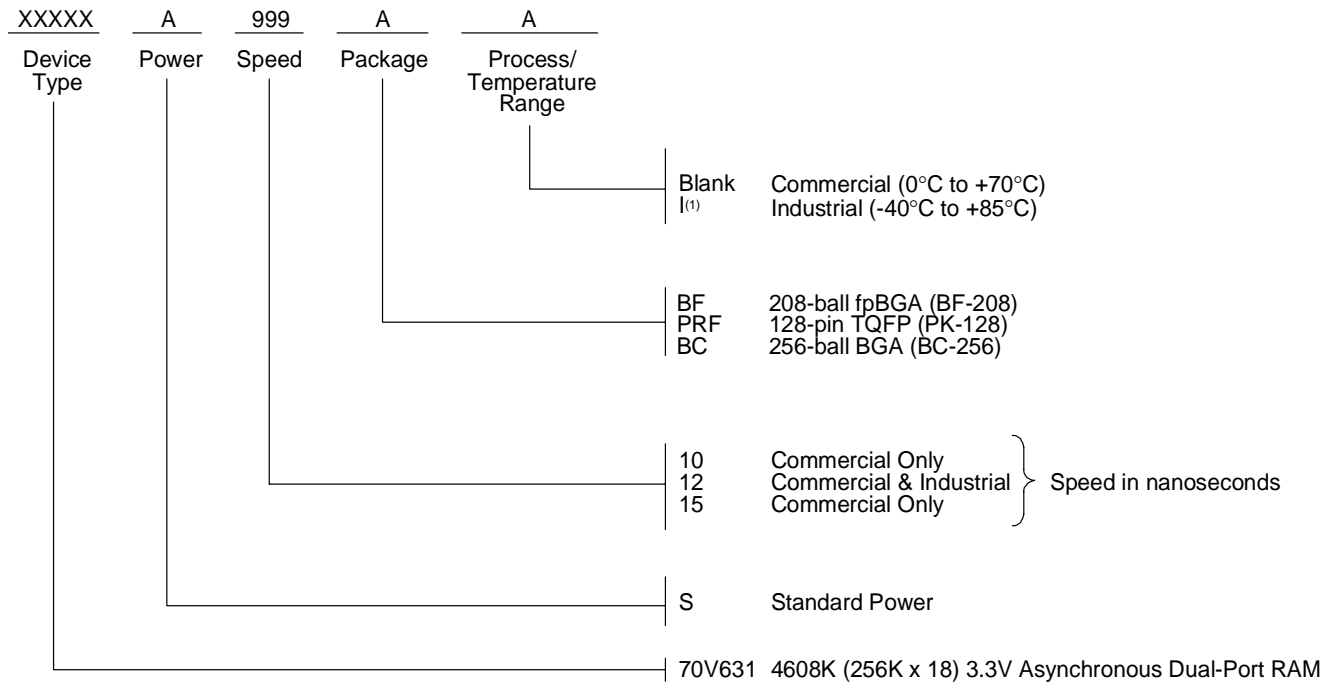 XXXXX A 999 A A
Device Type Power Speed Package Process/ Temperature Range
Blank Commercial (0°C to +70°C)
I(1) Industrial (-40°C to +85°C)
BF 208-ball fpBGA (BF-208)
PRF 128-pin TQFP (PK-128)
BC 256-ball BGA (BC-256)
10 Commercial Only
12 Commercial & Industrial Speed in nanoseconds
15 Commercial Only
S Standard Power
70V631 4608K (256K x 18) 3.3V Asynchronous Dual-Port RAM